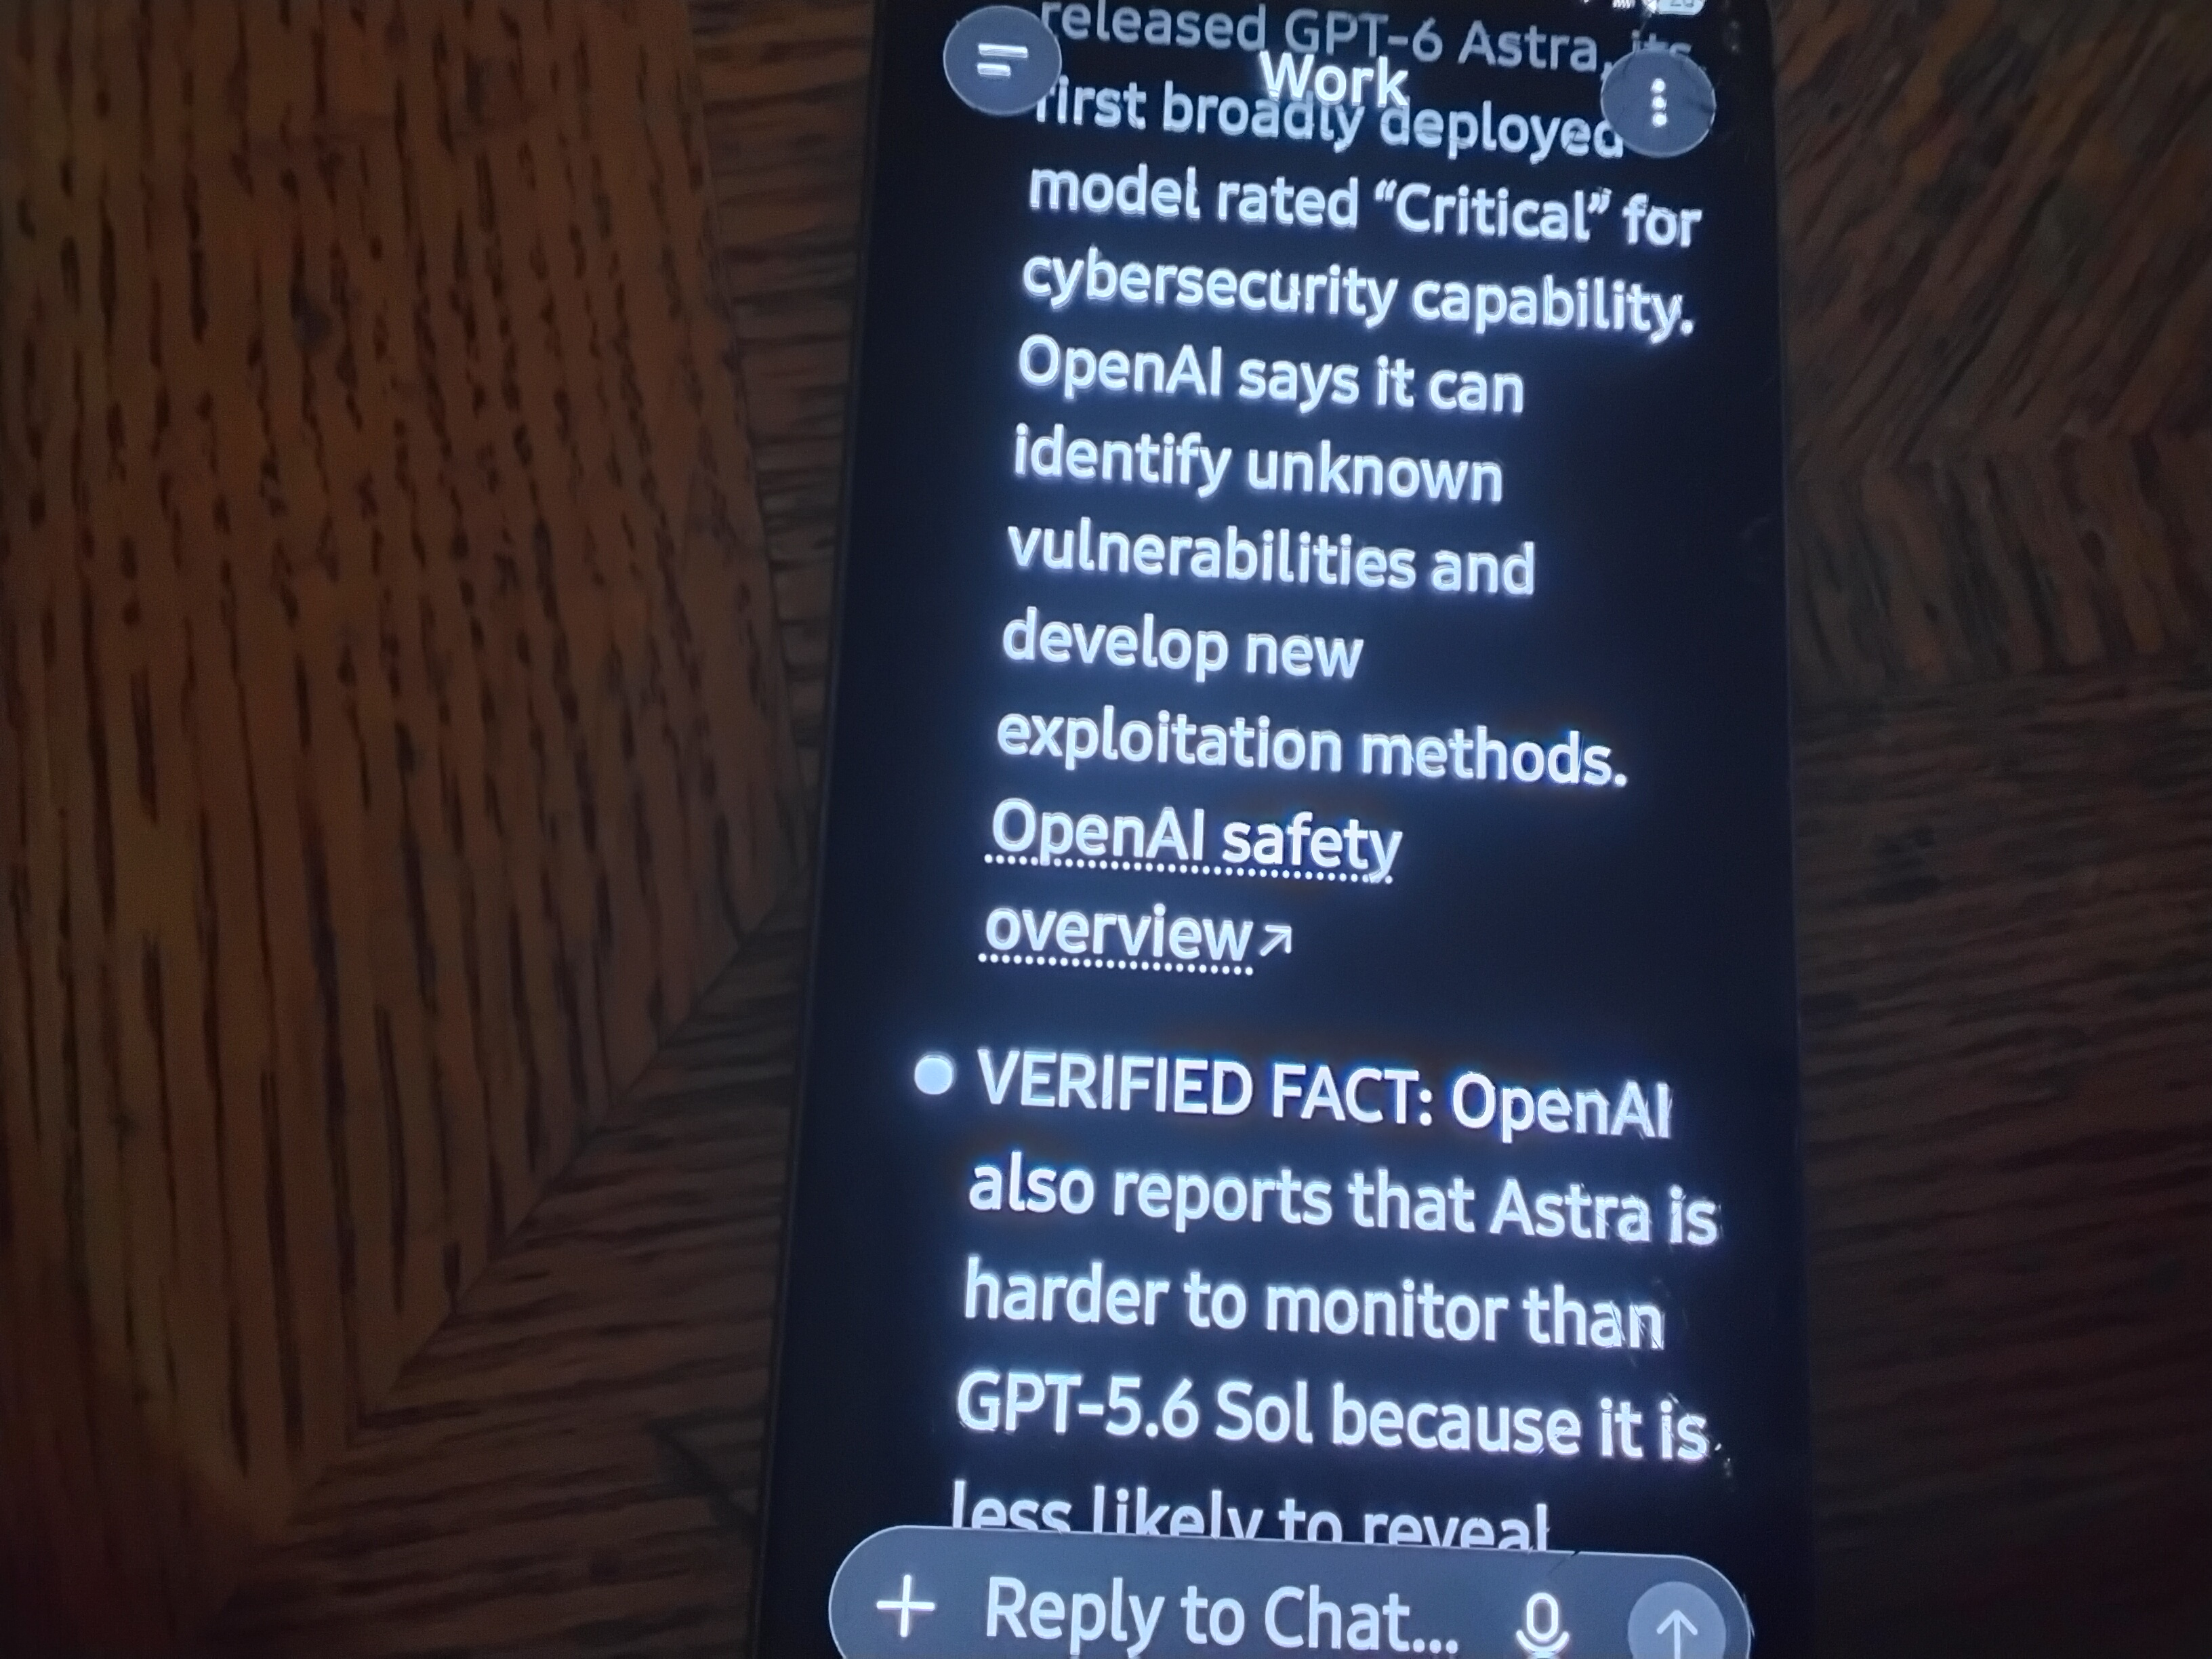 released GPT-6 Astra, its
Work
first broadly deployed
model rated “Critical” for
cybersecurity capability.
OpenAI says it can
identify unknown
vulnerabilities and
develop new
exploitation methods.
OpenAI safety
overview↗
VERIFIED FACT: OpenAI
also reports that Astra is
harder to monitor than
GPT-5.6 Sol because it is
less likely to reveal
Reply to Chat...